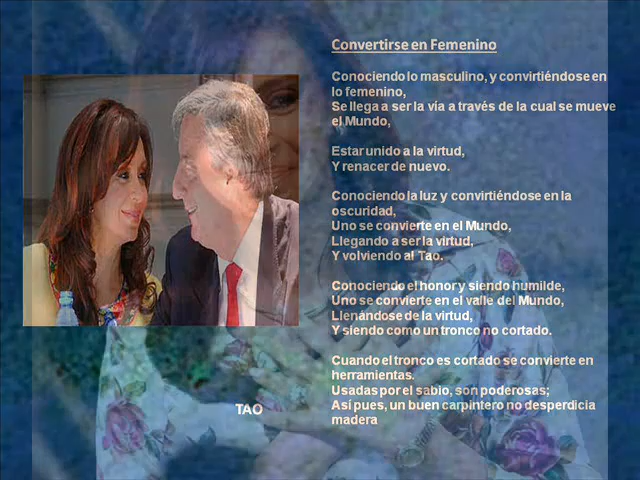 Convertirse en Femenino
Conociendo lo masculino, y convirtiéndose en
lo femenino,
Se llega a ser la vía a través de la cual se mueve
el Mundo,
Estar unido a la virtud,
Y renacer de nuevo.
Conociendo la luz y convirtiéndose en la
oscuridad,
Uno se convierte en el Mundo,
Llegando a ser la virtud,
Y volviendo al Tao.
Conociendo el honor y siendo humilde,
Uno se convierte en el valle del Mundo,
Llenándose de la virtud,
Y siendo como un tronco no cortado.
Cuando el tronco es cortado se convierte en
herramientas.
Usadas por el sabio, son poderosas;
Así pues, un buen carpintero no desperdicia
madera
TAO